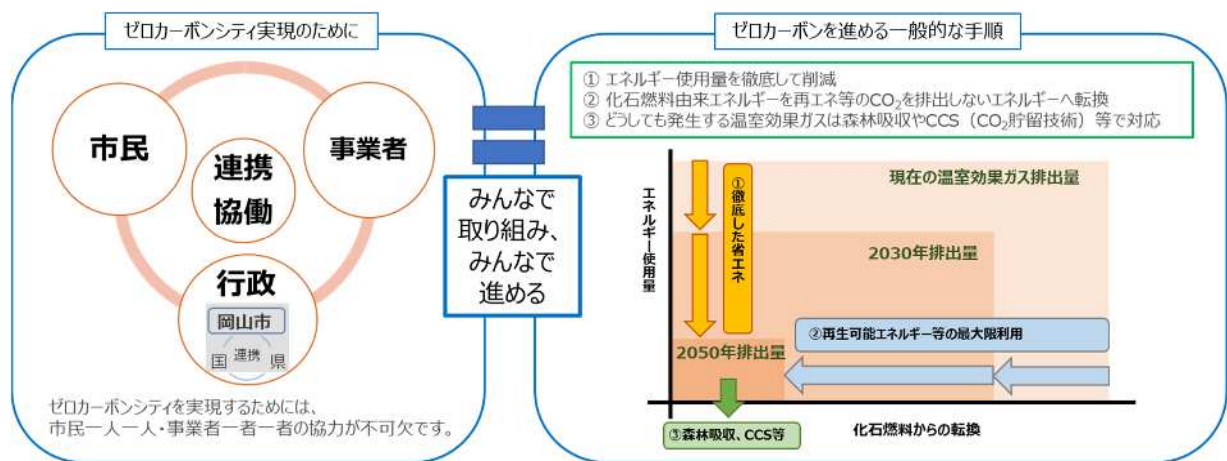 ゼロカーボンシティ実現のために
市民
事業者
連携
協働
行政
岡山市
国 連携 県
ゼロカーボンシティを実現するためには、
市民一人一人・事業者一者一者の協力が不可欠です。
みんなで
取り組み、
みんなで
進める
ゼロカーボンを進める一般的な手順
① エネルギー使用量を徹底して削減
② 化石燃料由来エネルギーを再エネ等のCO₂を排出しないエネルギーへ転換
③ どうしても発生する温室効果ガスは森林吸収やCCS（CO₂貯留技術）等で対応
エネルギー使用量
①徹底した省エネ
現在の温室効果ガス排出量
2030年排出量
②再生可能エネルギー等の最大限利用
2050年排出量
③森林吸収、CCS等
化石燃料からの転換